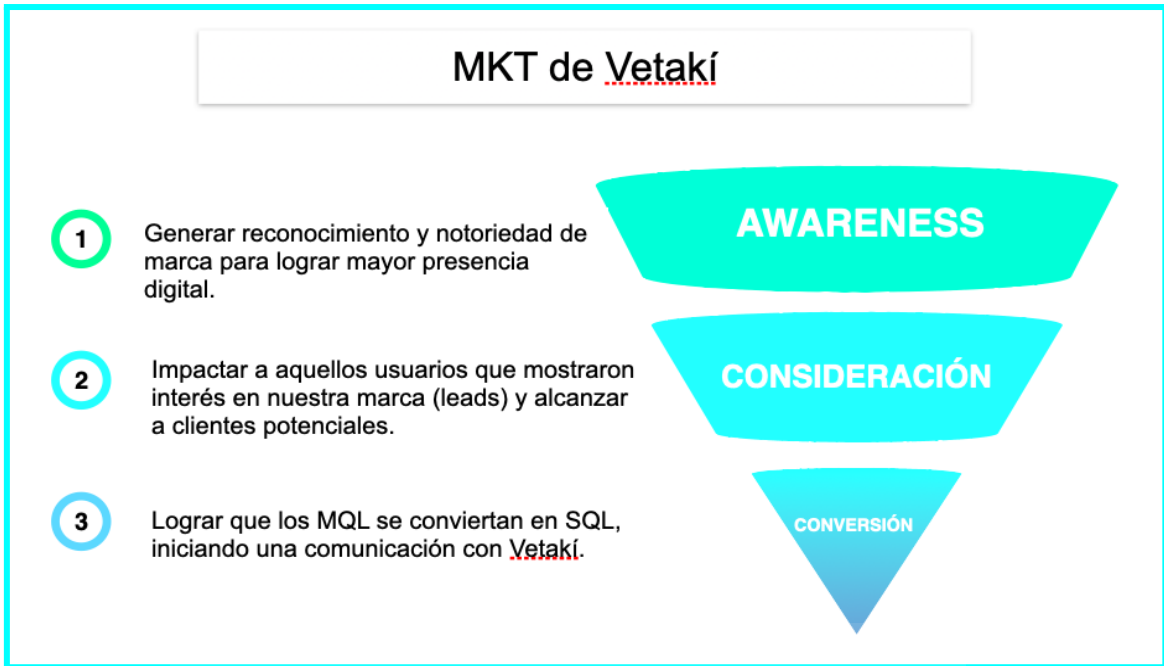 MKT de Vetakí
1
Generar reconocimiento y notoriedad de
marca para lograr mayor presencia
digital.
AWARENESS
2
Impactar a aquellos usuarios que mostraron
interés en nuestra marca (leads) y alcanzar
a clientes potenciales.
CONSIDERACIÓN
3
Lograr que los MQL se conviertan en SQL,
iniciando una comunicación con Vetakí.
CONVERSIÓN